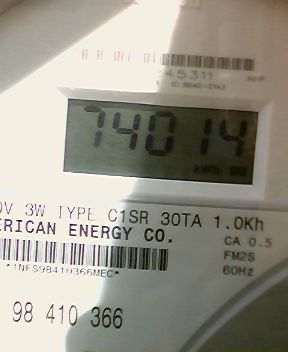 45311
74014
kWh
0V 3W TYPE C1SR 30TA 1.0Kh
ERICAN ENERGY CO.
CA 0.5
FM2S
60Hz
*1NFS98410366MEC*
98 410 366